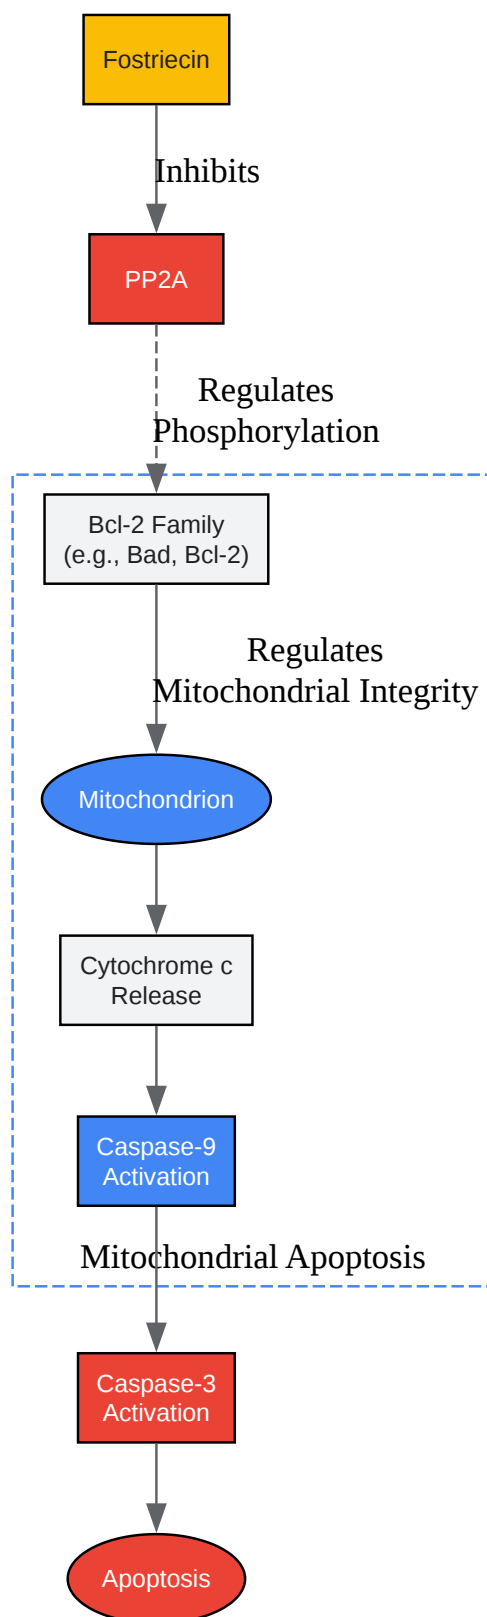 Fostriecin
Inhibits
PP2A
Regulates
Phosphorylation
Bcl-2 Family
(e.g., Bad, Bcl-2)
Regulates
Mitochondrial Integrity
Mitochondrion
Cytochrome c
Release
Caspase-9
Activation
Mitochondrial Apoptosis
Caspase-3
Activation
Apoptosis